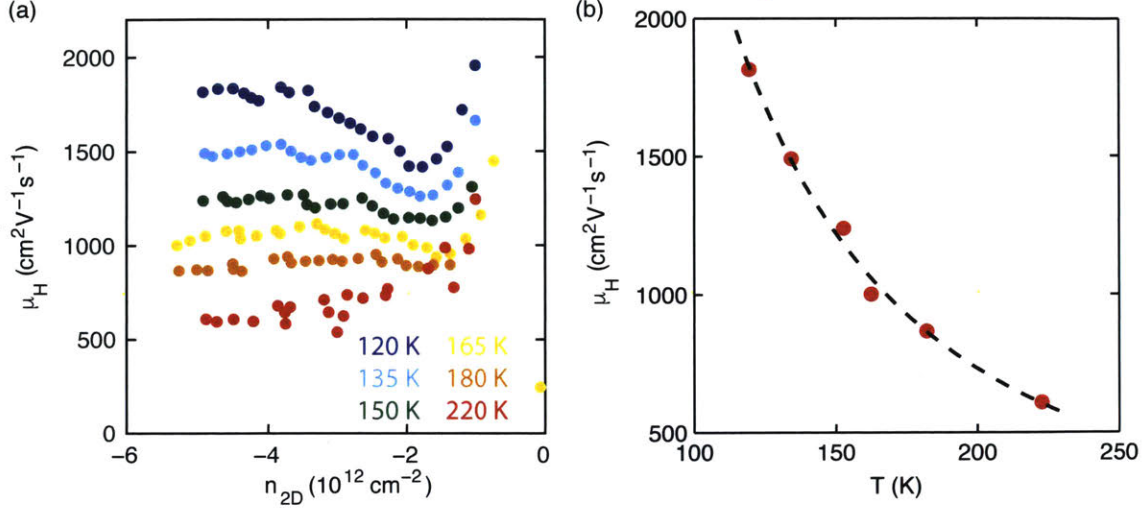 (a)
μH (cm²V⁻¹s⁻¹)
2000
1500
1000
500
0
−6
−4
−2
0
n2D (10¹² cm⁻²)
120 K
165 K
135 K
180 K
150 K
220 K
(b)
μH (cm²V⁻¹s⁻¹)
2000
1500
1000
500
100
150
200
250
T (K)